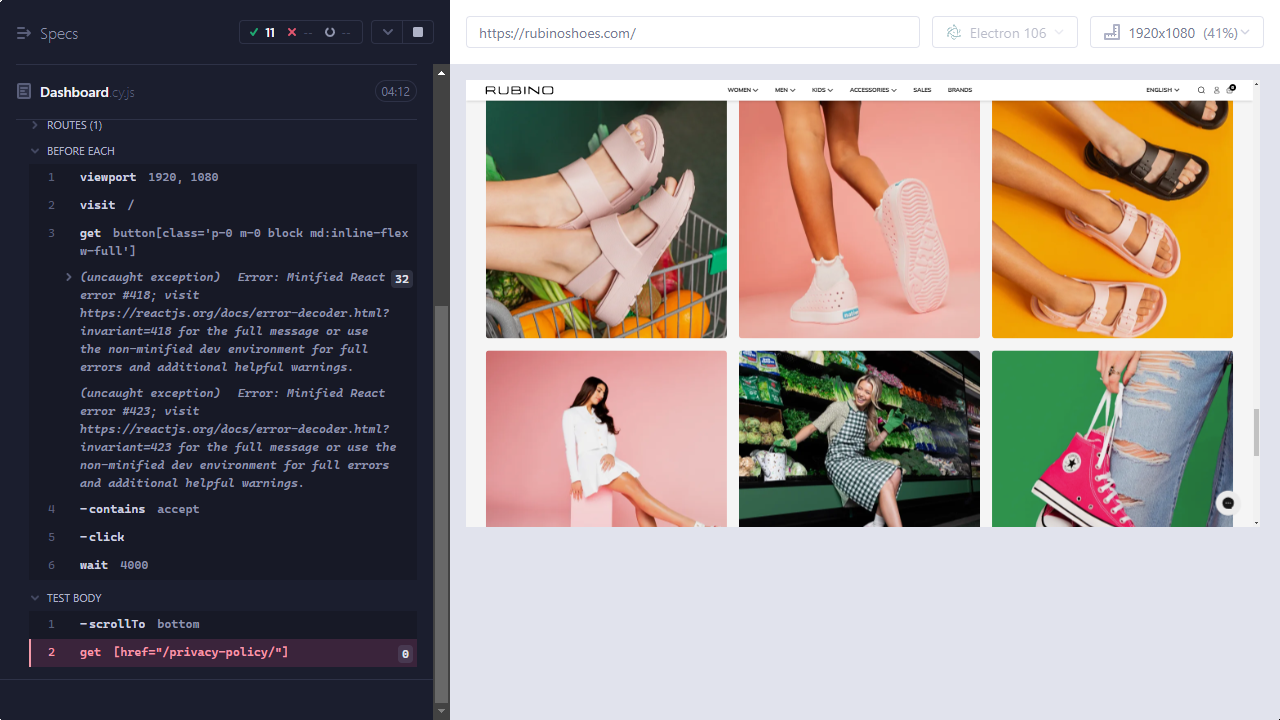 Specs
11
--
--
https://rubinoshoes.com/
Electron 106
1920x1080 (41%)
Dashboard.cy.js
04:12
ROUTES (1)
BEFORE EACH
1 viewport 1920, 1080
2 visit /
3 get button[class='p-0 m-0 block md:inline-flex
w-full']
(uncaught exception) Error: Minified React 32
error #418; visit
https://reactjs.org/docs/error-decoder.html?
invariant=418 for the full message or use
the non-minified dev environment for full
errors and additional helpful warnings.
(uncaught exception) Error: Minified React
error #423; visit
https://reactjs.org/docs/error-decoder.html?
invariant=423 for the full message or use the
non-minified dev environment for full errors
and additional helpful warnings.
4 -contains accept
5 -click
6 wait 4000
TEST BODY
1 -scrollTo bottom
2 get [href="/privacy-policy/"] 0
RUBINO
WOMEN MEN KIDS ACCESSORIES SALES BRANDS
ENGLISH
0